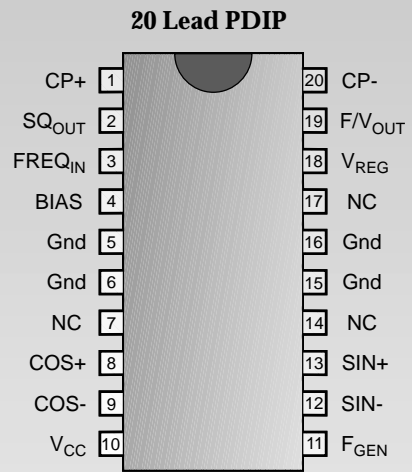 20 Lead PDIP
CP+ 1 20 CP-
SQOUT 2 19 F/VOUT
FREQIN 3 18 VREG
BIAS 4 17 NC
Gnd 5 16 Gnd
Gnd 6 15 Gnd
NC 7 14 NC
COS+ 8 13 SIN+
COS- 9 12 SIN-
VCC 10 11 FGEN